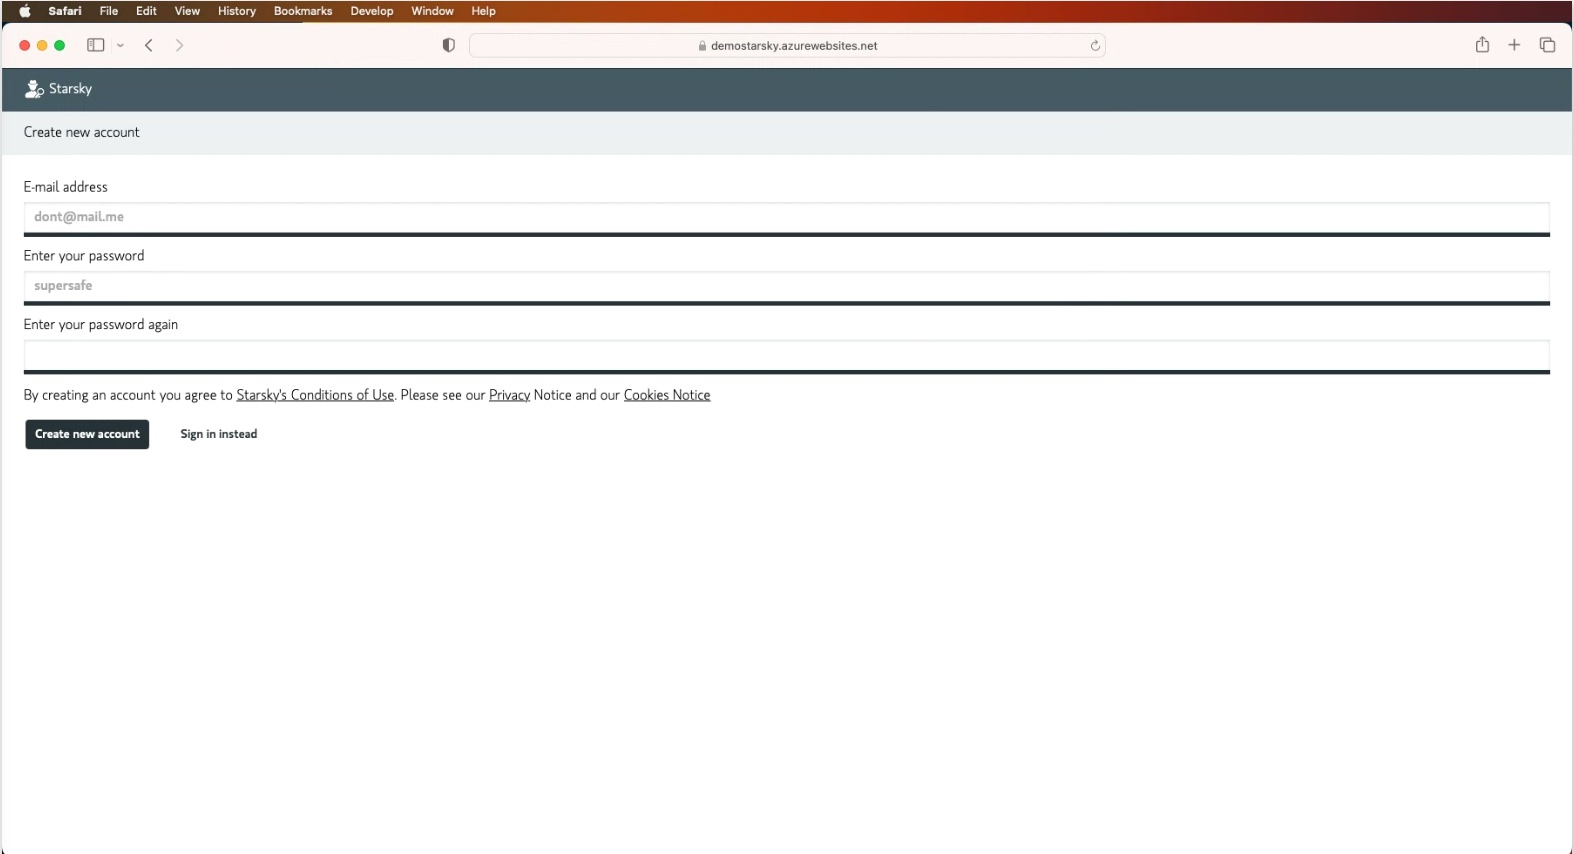 Safari File Edit View History Bookmarks Develop Window Help
demostarsky.azurewebsites.net
Starsky
Create new account
E-mail address
dont@mail.me
Enter your password
supersafe
Enter your password again
By creating an account you agree to Starsky's Conditions of Use. Please see our Privacy Notice and our Cookies Notice
Create new account Sign in instead